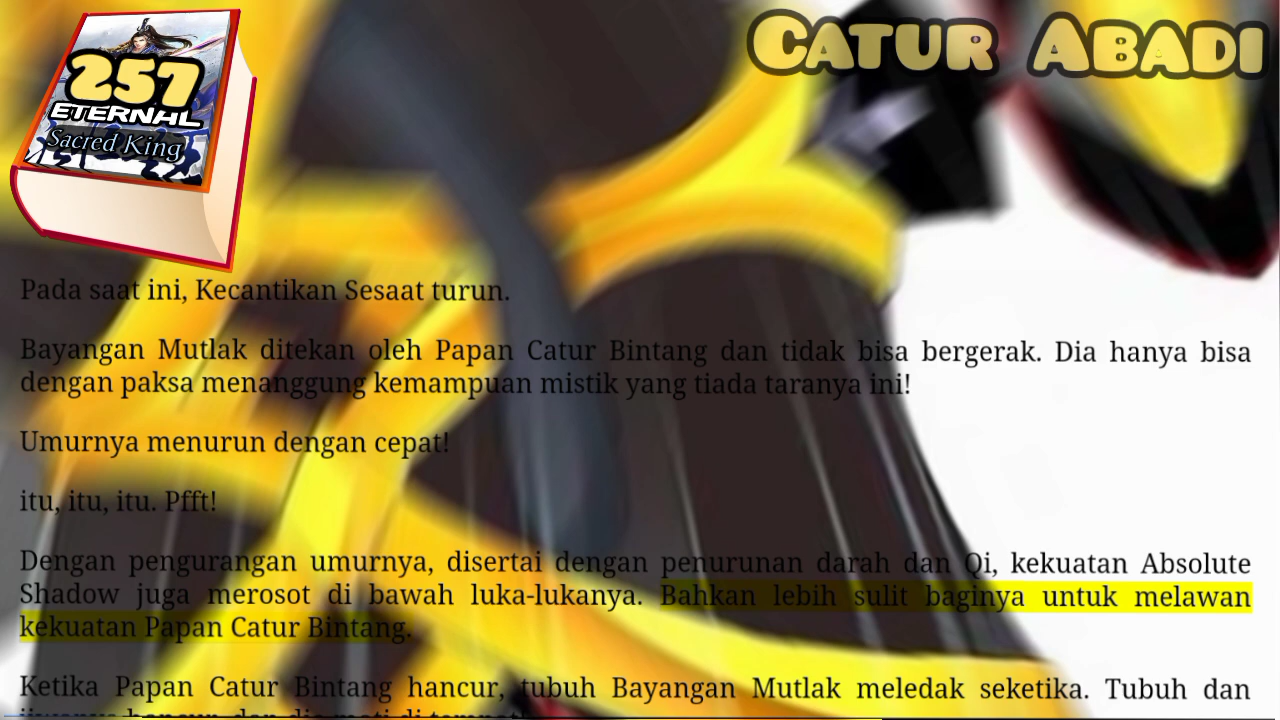 CATUR ABADI
257
ETERNAL
Sacred King
Pada saat ini, Kecantikan Sesaat turun.
Bayangan Mutlak ditekan oleh Papan Catur Bintang dan tidak bisa bergerak. Dia hanya bisa
dengan paksa menanggung kemampuan mistik yang tiada taranya ini!
Umurnya menurun dengan cepat!
itu, itu, itu. Pfft!
Dengan pengurangan umurnya, disertai dengan penurunan darah dan Qi, kekuatan Absolute
Shadow juga merosot di bawah luka-lukanya. Bahkan lebih sulit baginya untuk melawan
kekuatan Papan Catur Bintang.
Ketika Papan Catur Bintang hancur, tubuh Bayangan Mutlak meledak seketika. Tubuh dan